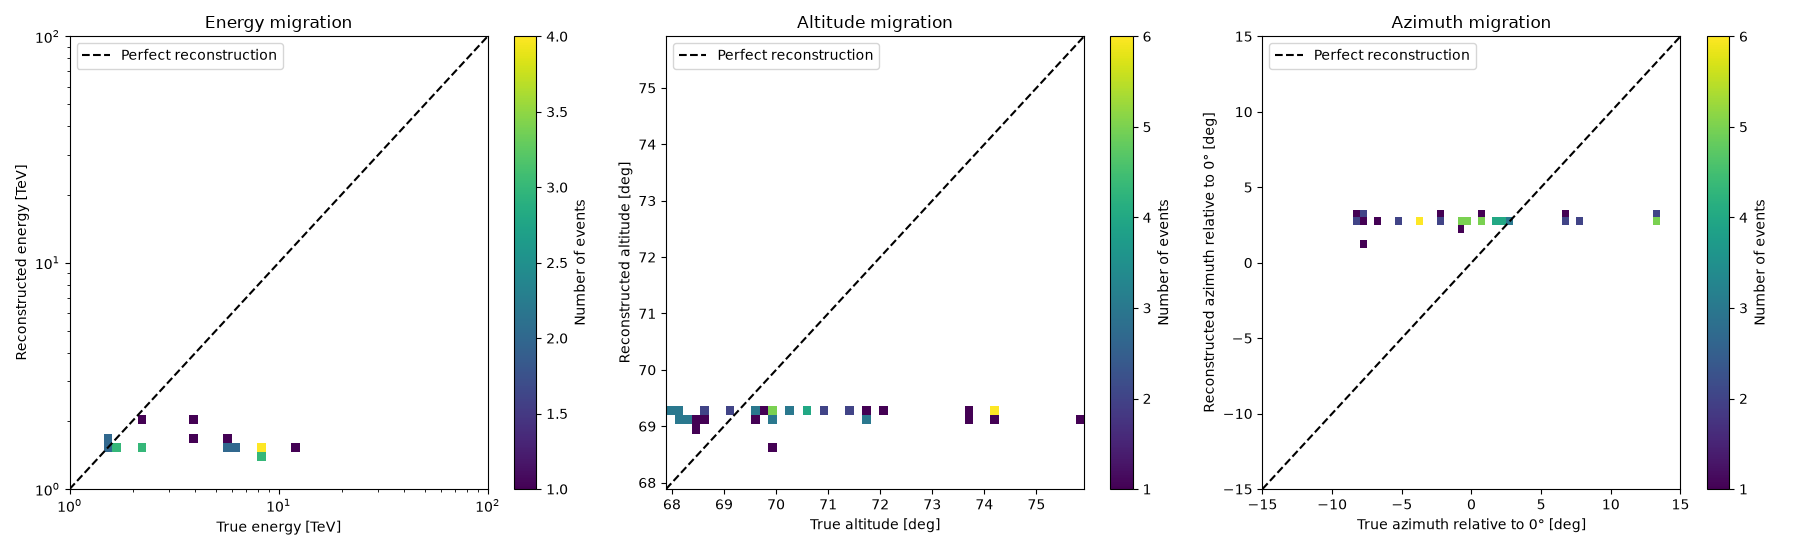 Energy migration
Perfect reconstruction
10²
10¹
10⁰
Reconstructed energy [TeV]
10⁰ 10¹ 10²
True energy [TeV]
4.0
3.5
3.0
2.5
2.0
1.5
1.0
Number of events
Altitude migration
Perfect reconstruction
75
74
73
72
71
70
69
68
Reconstructed altitude [deg]
68 69 70 71 72 73 74 75
True altitude [deg]
6
5
4
3
2
1
Number of events
Azimuth migration
Perfect reconstruction
15
10
5
0
−5
−10
−15
Reconstructed azimuth relative to 0° [deg]
−15 −10 −5 0 5 10 15
True azimuth relative to 0° [deg]
6
5
4
3
2
1
Number of events